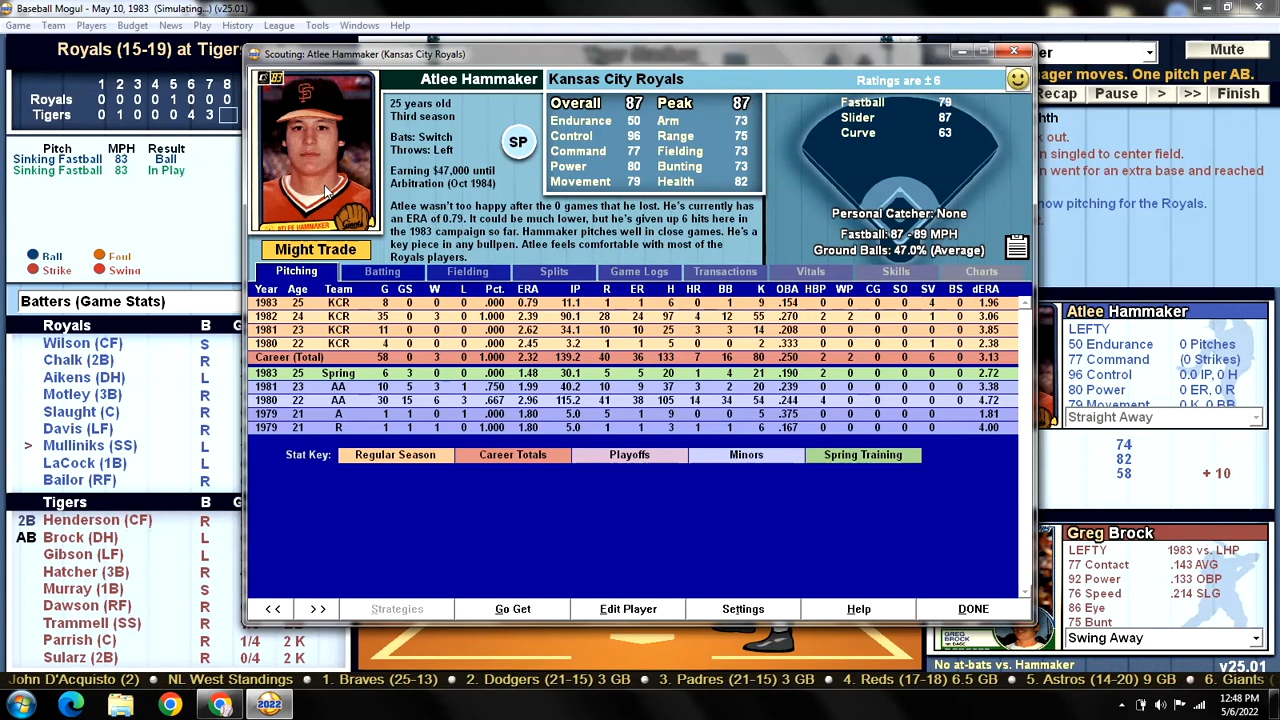 Baseball Mogul - May 10, 1983 (Simulating...) (v25.01)
Game Team Players Budget News Play History League Tools Windows Help
Royals (15-19) at Tiger
Mute
Scouting: Atlee Hammaker (Kansas City Royals)
anager moves. One pitch per AB.
ecap Pause > >> Finish
1 2 3 4 5 6 7 8
Royals 0 0 0 0 1 0 0 0
Tigers 0 1 0 0 0 4 3
Pitch MPH Result
Sinking Fastball 83 Ball
Sinking Fastball 83 In Play
Ball Foul
Strike Swing
Batters (Game Stats)
Royals B
Wilson (CF) S
Chalk (2B) R
Aikens (DH) L
Motley (3B) R
Slaught (C) R
Davis (LF) R
> Mulliniks (SS) L
LaCock (1B) L
Bailor (RF) R
Tigers B G
2B Henderson (CF) R
AB Brock (DH) L
Gibson (LF) L
Hatcher (3B) R
Murray (1B) S
Dawson (RF) R
Trammell (SS) R
Parrish (C) R 1/4 2 K
Sularz (2B) R 0/4 2 K
ATLEE HAMMAKER
Giants
Might Trade
Atlee Hammaker
25 years old
Third season
Bats: Switch
Throws: Left
Earning $47,000 until
Arbitration (Oct 1984)
SP
Kansas City Royals
Overall 87 Peak 87
Endurance 50 Arm 73
Control 96 Range 75
Command 77 Fielding 73
Power 80 Bunting 73
Movement 79 Health 82
Atlee wasn't too happy after the 0 games that he lost. He's currently has
an ERA of 0.79. It could be much lower, but he's given up 6 hits here in
the 1983 campaign so far. Hammaker pitches well in close games. He's a
key piece in any bullpen. Atlee feels comfortable with most of the
Royals players.
Ratings are ± 6
Fastball 79
Slider 87
Curve 63
Personal Catcher: None
Fastball: 87 - 89 MPH
Ground Balls: 47.0% (Average)
Pitching Batting Fielding Splits Game Logs Transactions Vitals Skills Charts
Year Age Team G GS W L Pct. ERA IP R ER H HR BB K OBA HBP WP CG SO SV BS dERA
1983 25 KCR 8 0 0 0 .000 0.79 11.1 1 1 6 0 1 9 .154 0 0 0 0 4 0 1.96
1982 24 KCR 35 0 3 0 1.000 2.39 90.1 28 24 97 4 12 55 .270 2 2 0 0 1 0 3.06
1981 23 KCR 11 0 0 0 .000 2.62 34.1 10 10 25 3 3 14 .208 0 0 0 0 0 0 3.85
1980 22 KCR 4 0 0 0 .000 2.45 3.2 1 1 5 0 0 2 .333 0 0 0 0 1 0 2.38
Career (Total) 58 0 3 0 1.000 2.32 139.2 40 36 133 7 16 80 .250 2 2 0 0 6 0 3.13
1983 25 Spring 6 3 0 0 .000 1.48 30.1 5 5 20 1 4 21 .190 2 0 0 0 0 0 2.72
1981 23 AA 10 5 3 1 .750 1.99 40.2 10 9 37 3 2 20 .239 0 0 0 0 0 0 3.38
1980 22 AA 30 15 6 3 .667 2.96 115.2 41 38 105 14 34 54 .244 4 0 0 0 0 0 4.72
1979 21 A 1 1 1 0 1.000 1.80 5.0 5 1 9 0 0 5 .375 0 0 0 0 0 0 1.81
1979 21 R 1 1 1 0 1.000 1.80 5.0 1 1 3 1 1 6 .167 0 0 0 0 0 0 4.00
Stat Key: Regular Season Career Totals Playoffs Minors Spring Training
<< >> Strategies Go Get Edit Player Settings Help DONE
n singled to center field.
n went for an extra base and reached
now pitching for the Royals.
Atlee Hammaker
LEFTY
50 Endurance 0 Pitches
77 Command (0 Strikes)
96 Control 0.0 IP, 0 H
80 Power 0 ER, 0 R
79 Movement 0 K, 0 BB
Straight Away
74
82
58 + 10
Greg Brock
LEFTY 1983 vs. LHP
77 Contact .143 AVG
92 Power .133 OBP
76 Speed .214 SLG
86 Eye
75 Bunt
GREG BROCK
Swing Away
No at-bats vs. Hammaker v25.01
John D'Acquisto (2) • NL West Standings • 1. Braves (25-13) • 2. Dodgers (21-15) 3 GB • 3. Padres (21-15) 3 GB • 4. Reds (17-18) 6.5 GB • 5. Astros (14-20) 9 GB • 6. Giants
2022
12:48 PM
5/6/2022